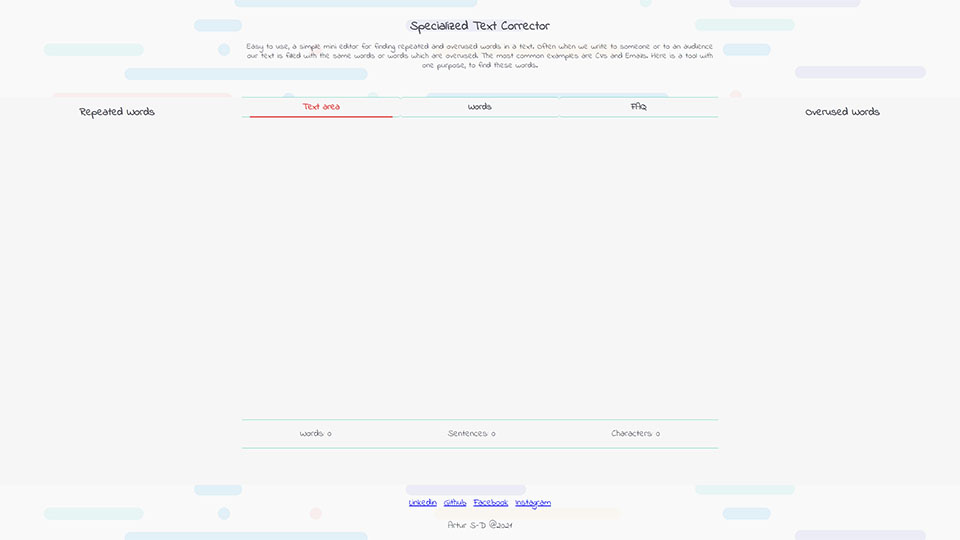 Specialized Text Corrector
Easy to use, a simple mini editor for finding repeated and overused words in a text. Often when we write to someone or to an audience
our text is filled with the same words or words which are overused. The most common examples are CVs and Emails. Here is a tool with
one purpose, to find these words.
Text area
Words
FAQ
Repeated Words
Overused Words
Words: 0
Sentences: 0
Characters: 0
Linkedin Github Facebook Instagram
Artur S-D @2021